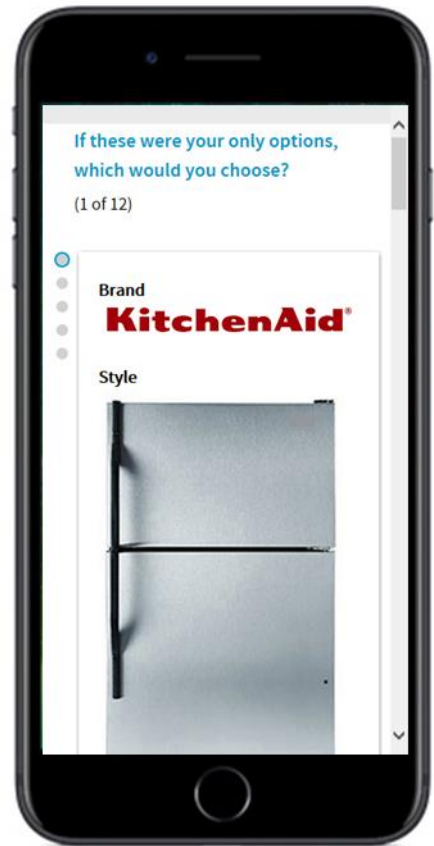 If these were your only options,
which would you choose?
(1 of 12)
Brand
KitchenAid®
Style